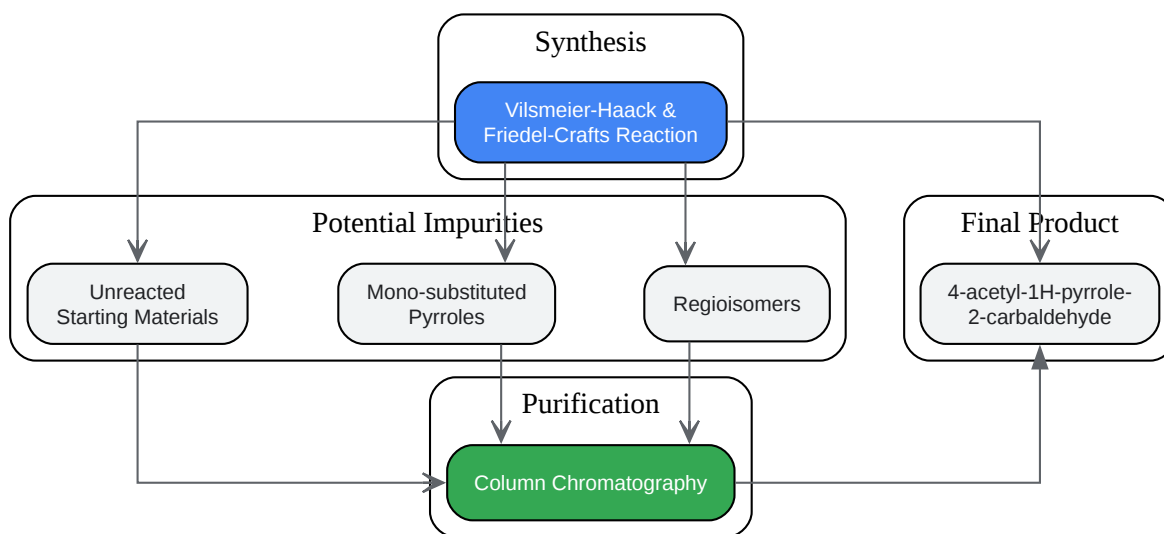 Synthesis
Vilsmeier-Haack &
Friedel-Crafts Reaction
Potential Impurities
Final Product
Unreacted
Starting Materials
Mono-substituted
Pyrroles
Regioisomers
4-acetyl-1H-pyrrole-
2-carbaldehyde
Purification
Column Chromatography